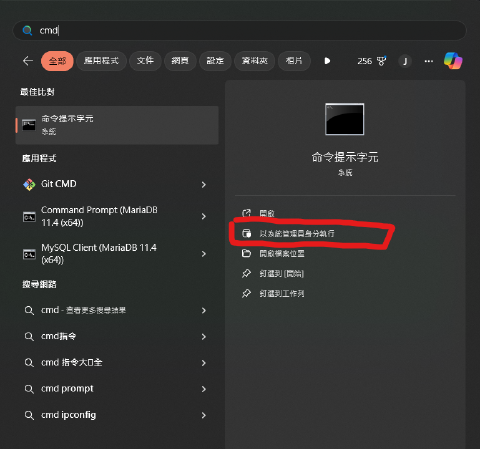 cmd
全部 應用程式 文件 網頁 設定 資料夾 相片 256 J
最佳比對
命令提示字元
系統
應用程式
Git CMD
Command Prompt (MariaDB
11.4 (x64))
MySQL Client (MariaDB 11.4
(x64))
搜尋網路
cmd - 查看更多搜尋結果
cmd指令
cmd 指令大全
cmd prompt
cmd ipconfig
命令提示字元
系統
開啟
以系統管理員身分執行
開啟檔案位置
釘選到 [開始]
釘選到工作列